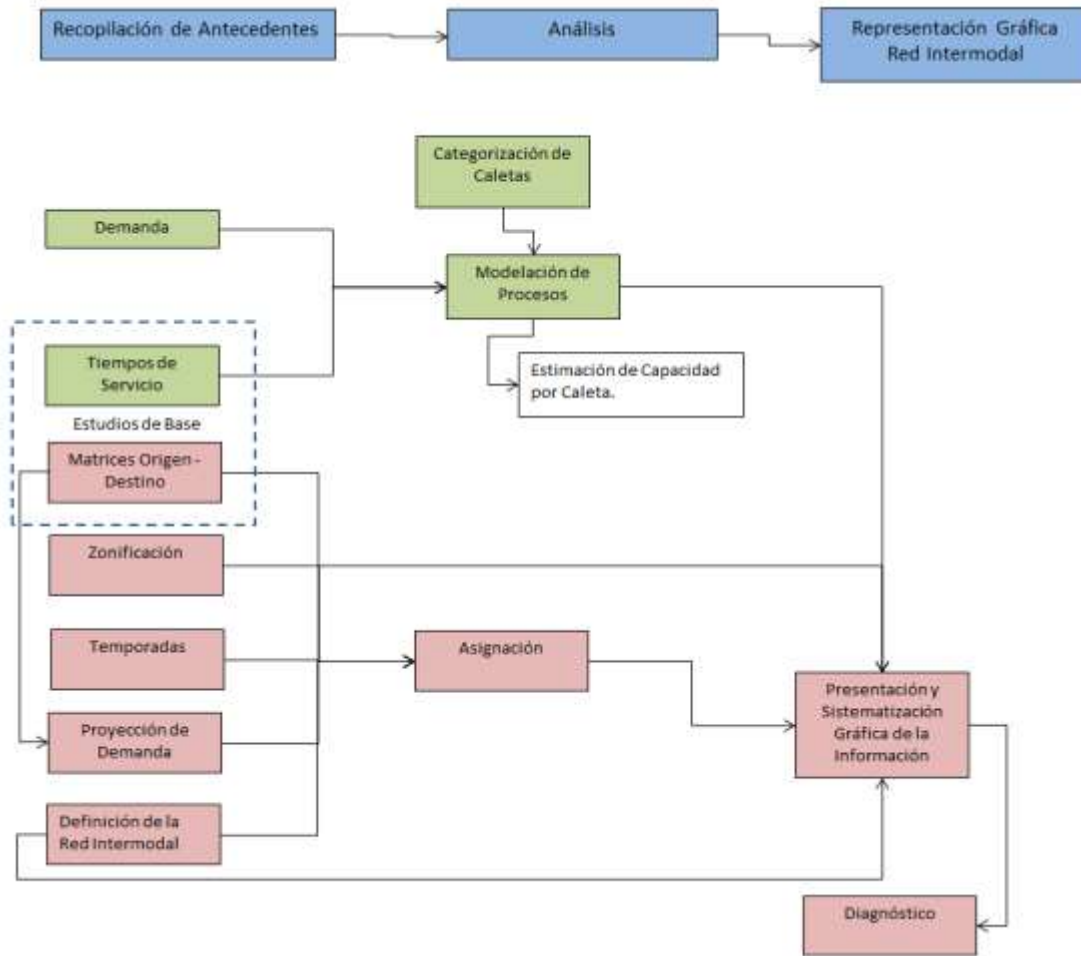 Recopilación de Antecedentes
Análisis
Representación Gráfica
Red Intermodal
Categorización de
Caletas
Demanda
Modelación de
Procesos
Tiempos de
Servicio
Estimación de Capacidad
por Caleta.
Estudios de Base
Matrices Origen -
Destino
Zonificación
Temporadas
Asignación
Presentación y
Sistematización
Gráfica de la
Información
Proyección de
Demanda
Definición de la
Red Intermodal
Diagnóstico